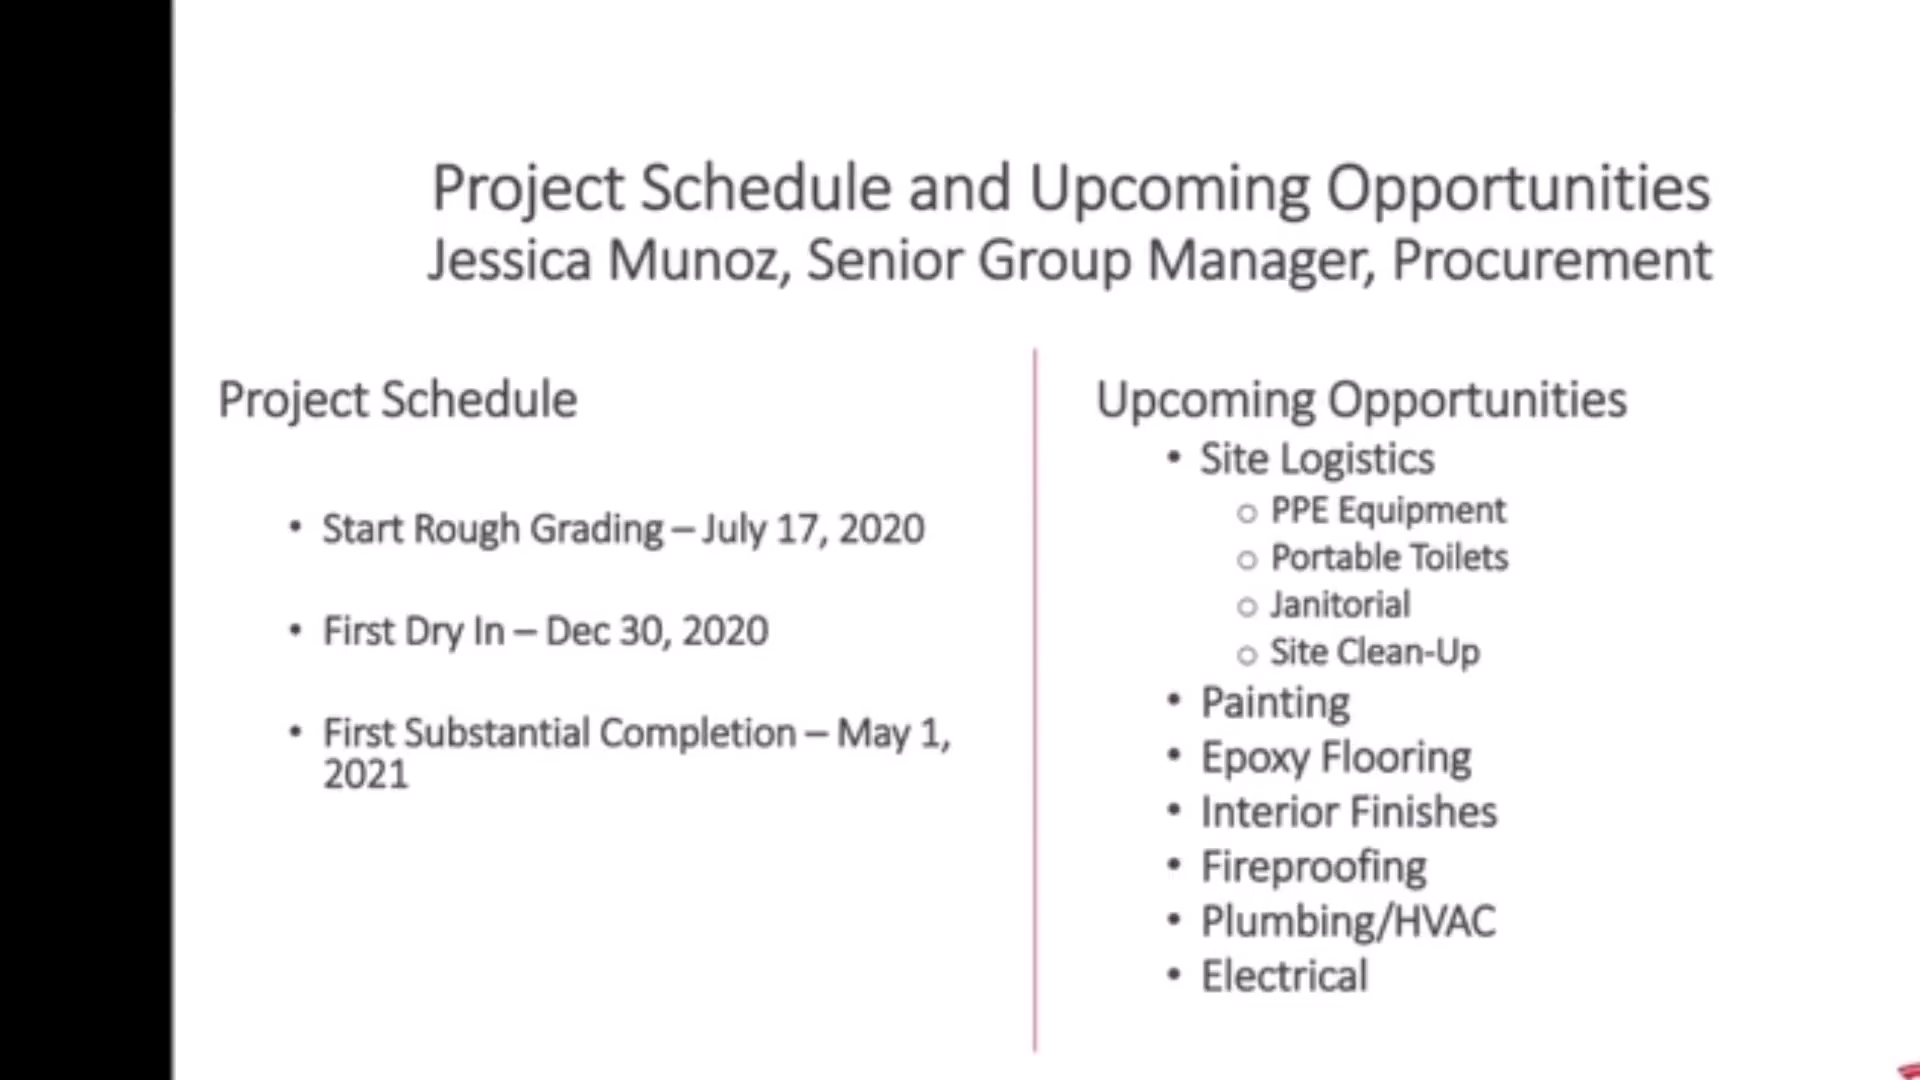 Project Schedule and Upcoming Opportunities
Jessica Munoz, Senior Group Manager, Procurement
Project Schedule
• Start Rough Grading – July 17, 2020
• First Dry In – Dec 30, 2020
• First Substantial Completion – May 1,
2021
Upcoming Opportunities
• Site Logistics
o PPE Equipment
o Portable Toilets
o Janitorial
o Site Clean-Up
• Painting
• Epoxy Flooring
• Interior Finishes
• Fireproofing
• Plumbing/HVAC
• Electrical